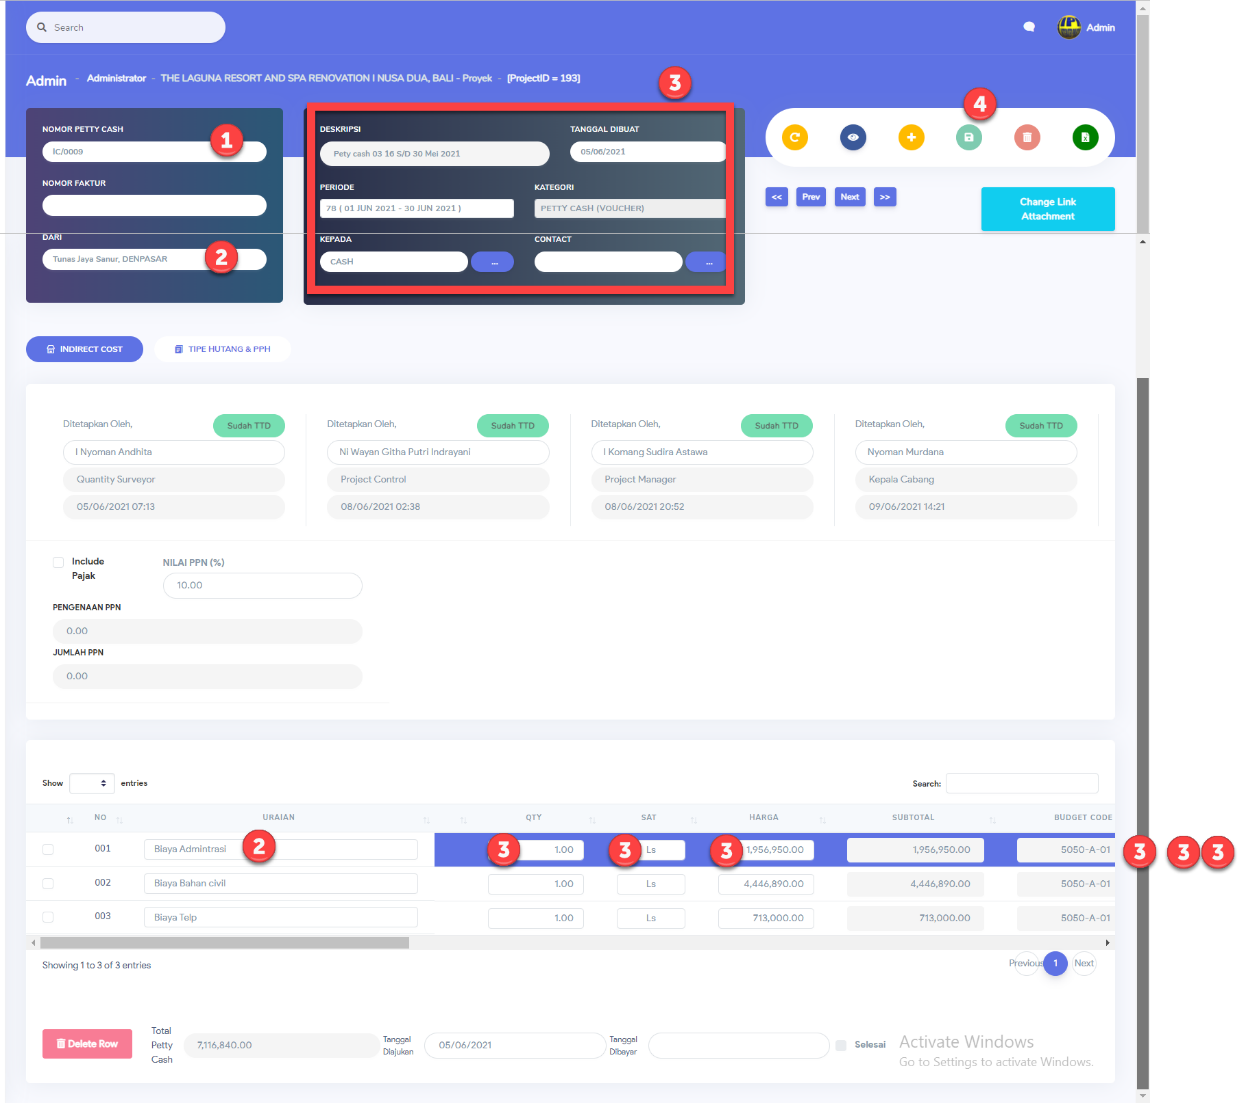 Search
Admin
Admin - Administrator - THE LAGUNA RESORT AND SPA RENOVATION I NUSA DUA, BALI - Proyek - [ProjectID = 193]
3
4
NOMOR PETTY CASH
1
IC/0009
NOMOR FAKTUR
DARI
Tunas Jaya Sanur, DENPASAR
2
DESKRIPSI
TANGGAL DIBUAT
Pety cash 03 16 S/D 30 Mei 2021
05/06/2021
PERIODE
KATEGORI
78 ( 01 JUN 2021 - 30 JUN 2021 )
PETTY CASH (VOUCHER)
KEPADA
CONTACT
CASH
...
...
<< Prev Next >>
Change Link
Attachment
INDIRECT COST
TIPE HUTANG & PPH
Ditetapkan Oleh,
Sudah TTD
I Nyoman Andhita
Quantity Surveyor
05/06/2021 07:13
Ditetapkan Oleh,
Sudah TTD
Ni Wayan Githa Putri Indrayani
Project Control
08/06/2021 02:38
Ditetapkan Oleh,
Sudah TTD
I Komang Sudira Astawa
Project Manager
08/06/2021 20:52
Ditetapkan Oleh,
Sudah TTD
Nyoman Murdana
Kepala Cabang
09/06/2021 14:21
Include
Pajak
NILAI PPN (%)
10.00
PENGENAAN PPN
0.00
JUMLAH PPN
0.00
Show entries
Search:
NO URAIAN QTY SAT HARGA SUBTOTAL BUDGET CODE
001 Biaya Admintrasi 2 3 1.00 3 Ls 3 1,956,950.00 1,956,950.00 5050-A-01 3 3 3
002 Biaya Bahan civil 1.00 Ls 4,446,890.00 4,446,890.00 5050-A-01
003 Biaya Telp 1.00 Ls 713,000.00 713,000.00 5050-A-01
Showing 1 to 3 of 3 entries
Previous 1 Next
Delete Row
Total
Petty
Cash
7,116,840.00
Tanggal
Diajukan
05/06/2021
Tanggal
Dibayar
Selesai
Activate Windows
Go to Settings to activate Windows.